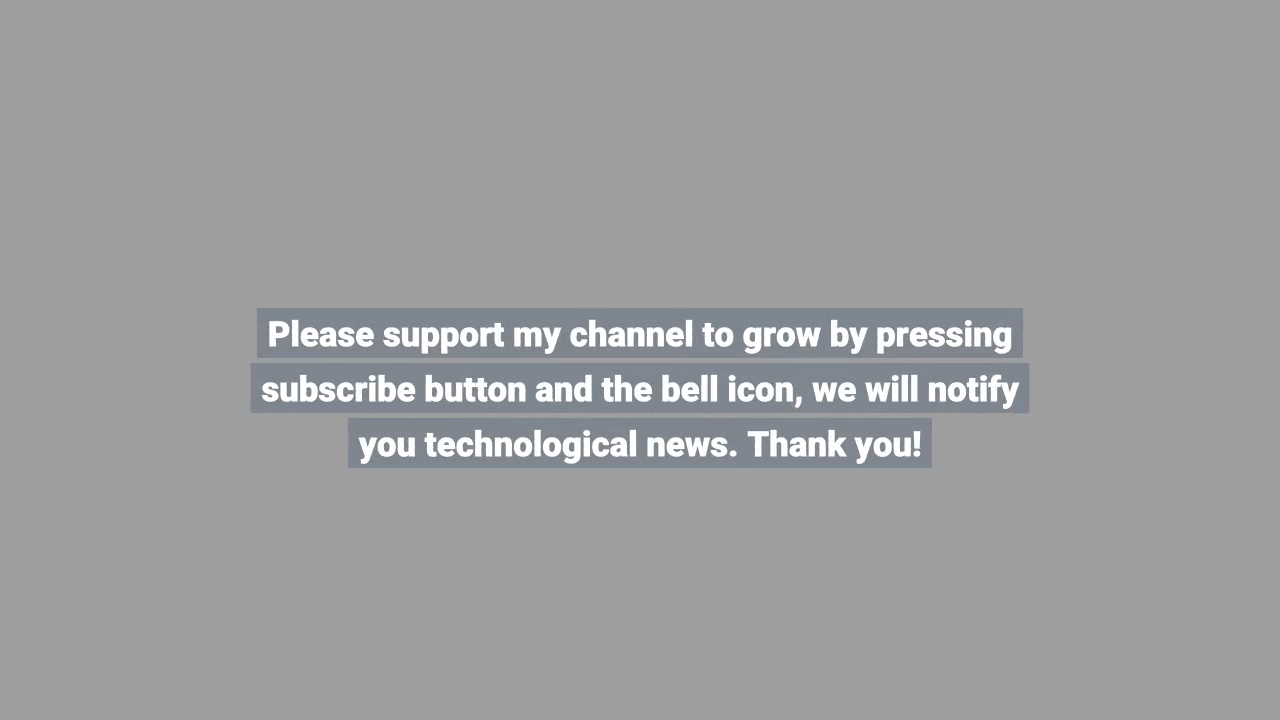 Please support my channel to grow by pressing
subscribe button and the bell icon, we will notify
you technological news. Thank you!